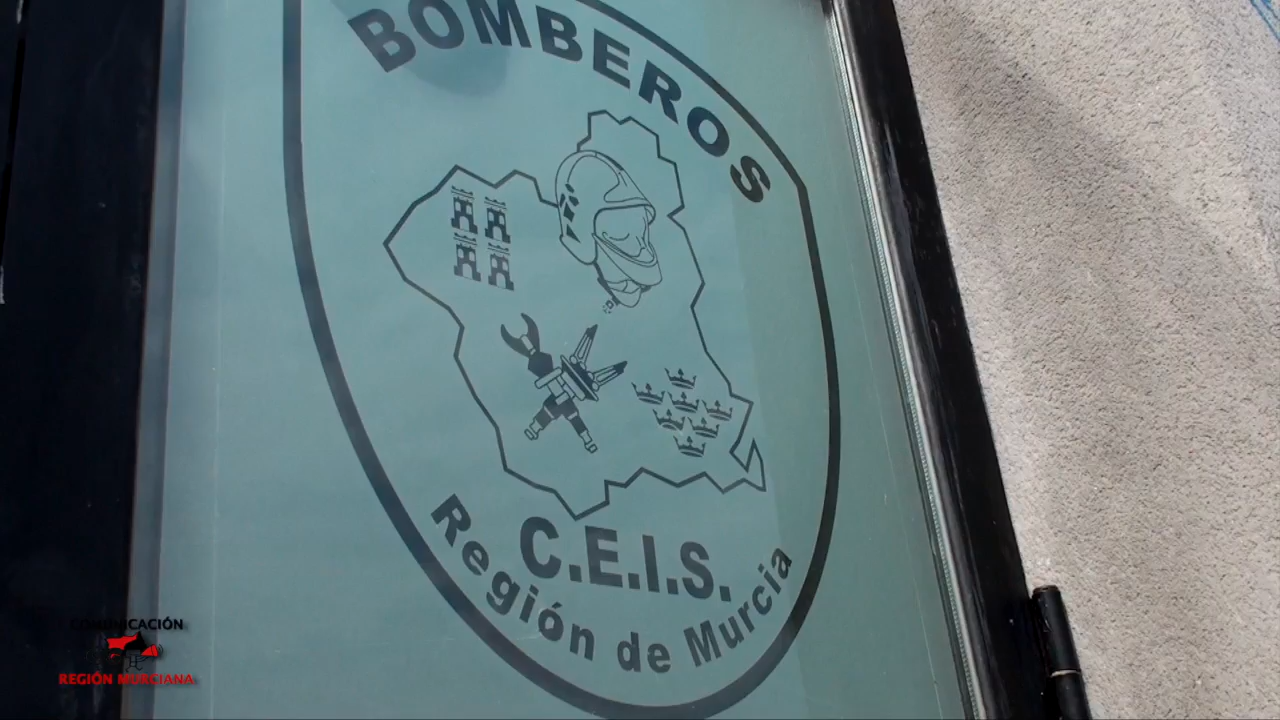 BOMBEROS
C.E.I.S.
Región de Murcia
COMUNICACIÓN
REGIÓN MURCIANA